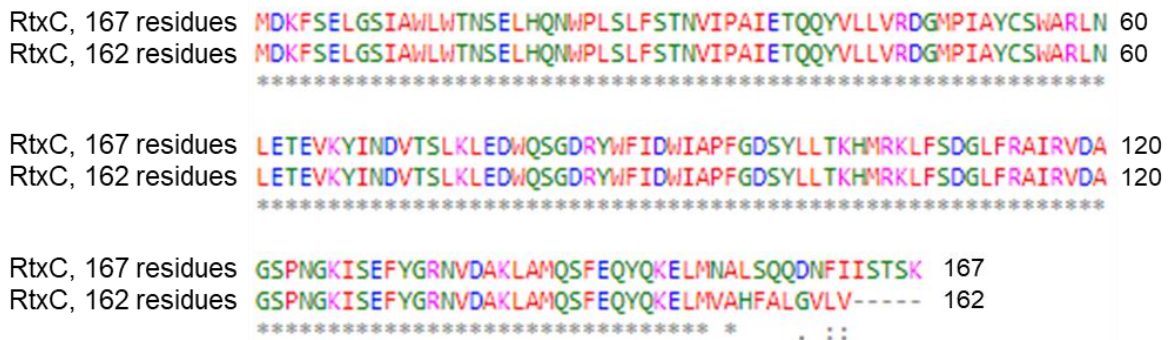 RtxC, 167 residues MDKFSELGSIAWLWTNSELHQNWPLSLFSTNVIPAIETQQYVLLVRDGMPIAYCSWARLN 60
RtxC, 162 residues MDKFSELGSIAWLWTNSELHQNWPLSLFSTNVIPAIETQQYVLLVRDGMPIAYCSWARLN 60
************************************************************
RtxC, 167 residues LETEVKYINDVTSLKLEDWQSGDRYWFIDWIAPFGDSYLLTKHMRKLFSDGLFRAIRVDA 120
RtxC, 162 residues LETEVKYINDVTSLKLEDWQSGDRYWFIDWIAPFGDSYLLTKHMRKLFSDGLFRAIRVDA 120
************************************************************
RtxC, 167 residues GSPNGKISEFYGRNVDAKLAMQSFEQYQKELMNALSQQDNFIISTSK 167
RtxC, 162 residues GSPNGKISEFYGRNVDAKLAMQSFEQYQKELMVAHFALGVLV----- 162
******************************** *    . ::